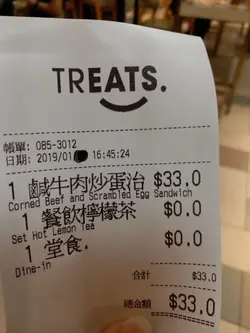 TREATS.
帳單: 085-3012
日期: 2019/01 16:45:24
1 鹹牛肉炒蛋治 $33.0
Corned Beef and Scrambled Egg Sandwich
1 餐飲檸檬茶 $0.0
Set Hot Lemon Tea
1 堂食. $0.0
Dine-in
合計 $33.0
總金額 $33.0